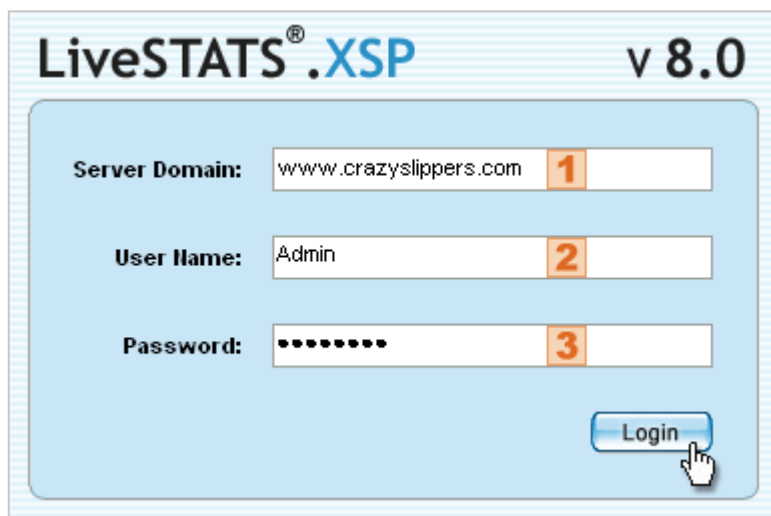 LiveSTATS®.XSP v 8.0
Server Domain: www.crazyslippers.com 1
User Name: Admin 2
Password: •••••••• 3
Login